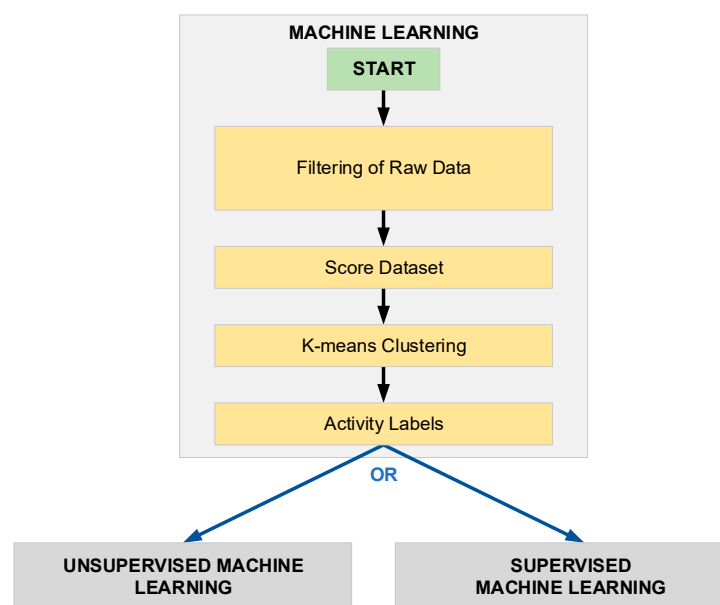 MACHINE LEARNING
START
Filtering of Raw Data
Score Dataset
K-means Clustering
Activity Labels
OR
UNSUPERVISED MACHINE
LEARNING
SUPERVISED
MACHINE LEARNING